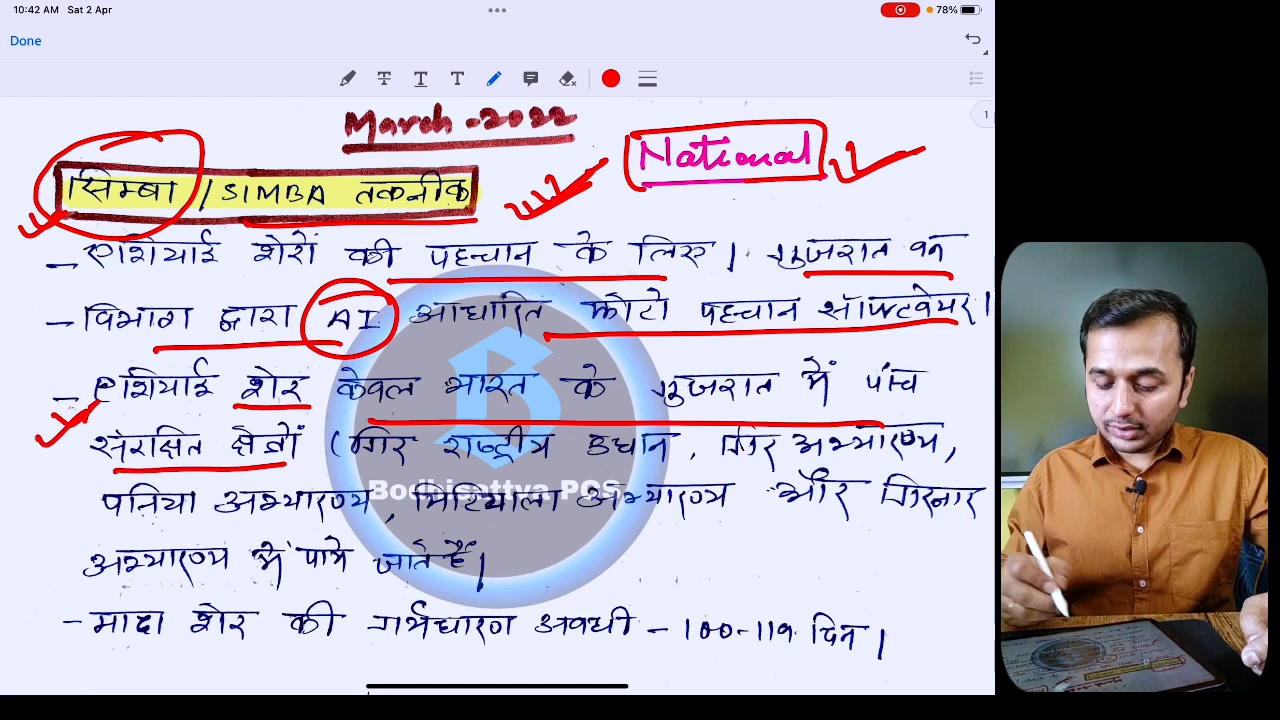 10:42 AM Sat 2 Apr
78%
Done
March-2022
National
1
सिम्बा / SIMBA तकनीक
- एशियाई शेरों की पहचान के लिए। गुजरात वन
- विभाग द्वारा AI आधारित फोटो पहचान सॉफ्टवेयर।
- एशियाई शेर केवल भारत के गुजरात में पांच
संरक्षित क्षेत्रों (गिर राष्ट्रीय उद्यान, गिर अभ्यारण्य,
पनिया अभ्यारण्य, मिटियाला अभ्यारण्य और गिरनार
Bodhisattva PCS
अभ्यारण्य में पाये जाते हैं।
- मादा शेर की गर्भधारण अवधी - 100-119 दिन।